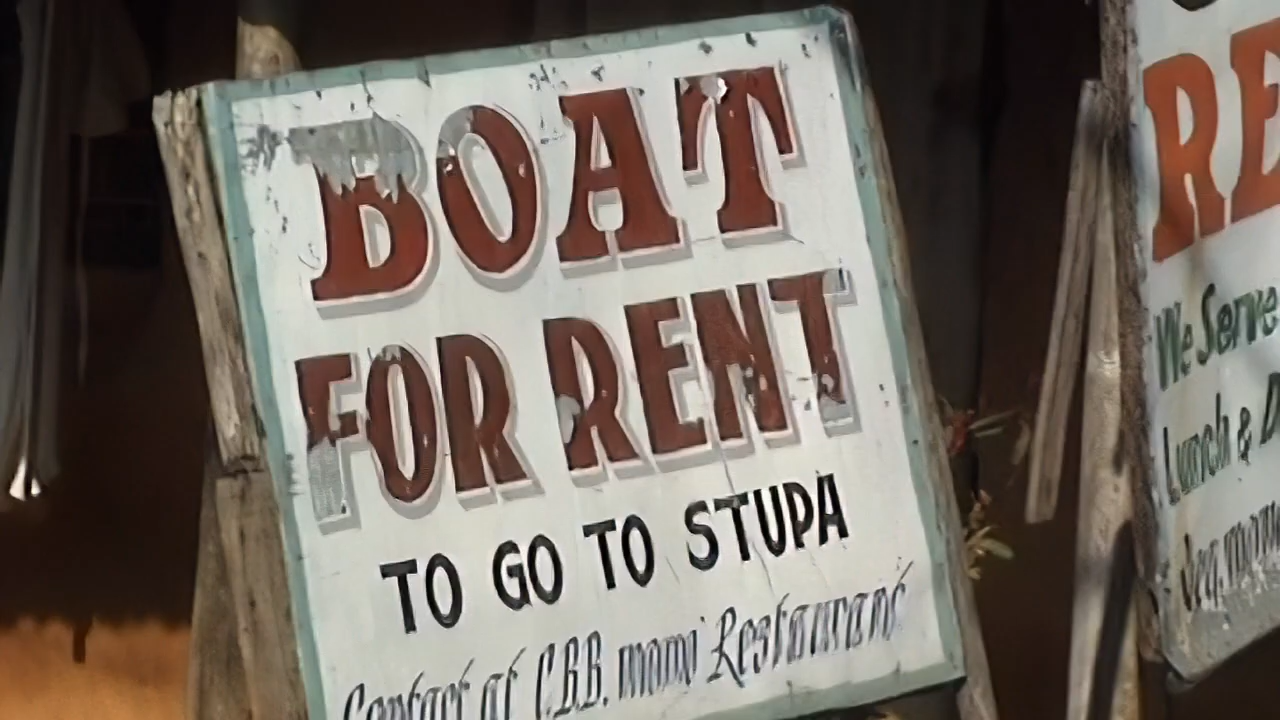 BOAT
FOR RENT
TO GO TO STUPA
Contact at C.B.B. momo Restaurant
RE
We Serve
Lunch & D